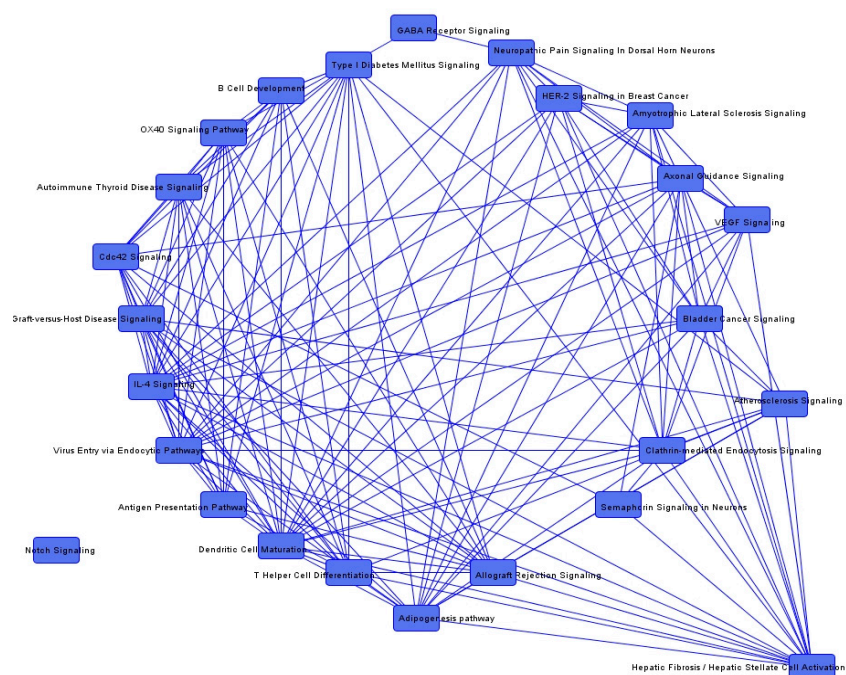 GABA Receptor Signaling
Neuropathic Pain Signaling In Dorsal Horn Neurons
Type I Diabetes Mellitus Signaling
B Cell Development
HER-2 Signaling in Breast Cancer
Amyotrophic Lateral Sclerosis Signaling
OX40 Signaling Pathway
Axonal Guidance Signaling
Autoimmune Thyroid Disease Signaling
VEGF Signaling
Cdc42 Signaling
Graft-versus-Host Disease Signaling
Bladder Cancer Signaling
IL-4 Signaling
Atherosclerosis Signaling
Virus Entry via Endocytic Pathways
Clathrin-mediated Endocytosis Signaling
Antigen Presentation Pathway
Semaphorin Signaling in Neurons
Notch Signaling
Dendritic Cell Maturation
T Helper Cell Differentiation
Allograft Rejection Signaling
Adipogenesis pathway
Hepatic Fibrosis / Hepatic Stellate Cell Activation